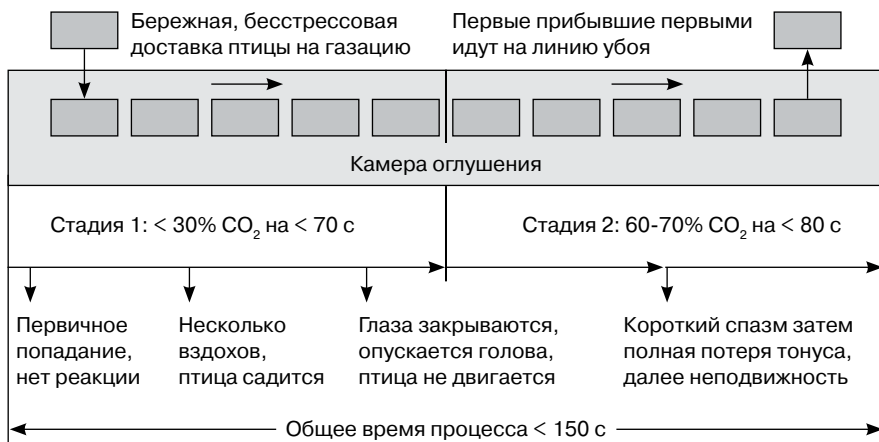 Бережная, бесстрессовая
доставка птицы на газацию
Первые прибывшие первыми
идут на линию убоя
Камера оглушения
Стадия 1: < 30% CO₂ на < 70 с
Стадия 2: 60-70% CO₂ на < 80 с
Первичное
попадание,
нет реакции
Несколько
вздохов,
птица садится
Глаза закрываются,
опускается голова,
птица не двигается
Короткий спазм затем
полная потеря тонуса,
далее неподвижность
Общее время процесса < 150 с